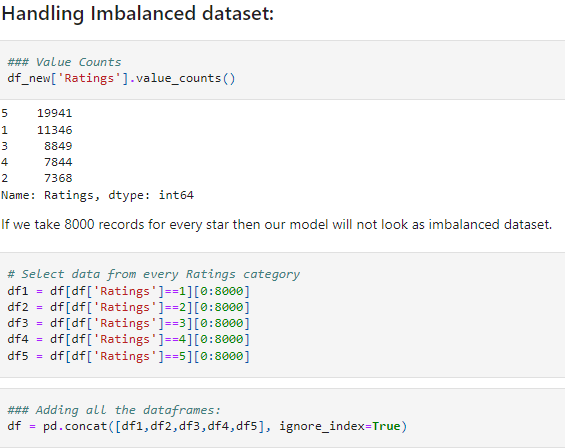 Handling Imbalanced dataset:
### Value Counts
df_new['Ratings'].value_counts()
5    19941
1    11346
3     8849
4     7844
2     7368
Name: Ratings, dtype: int64
If we take 8000 records for every star then our model will not look as imbalanced dataset.
# Select data from every Ratings category
df1 = df[df['Ratings']==1][0:8000]
df2 = df[df['Ratings']==2][0:8000]
df3 = df[df['Ratings']==3][0:8000]
df4 = df[df['Ratings']==4][0:8000]
df5 = df[df['Ratings']==5][0:8000]
### Adding all the dataframes:
df = pd.concat([df1,df2,df3,df4,df5], ignore_index=True)